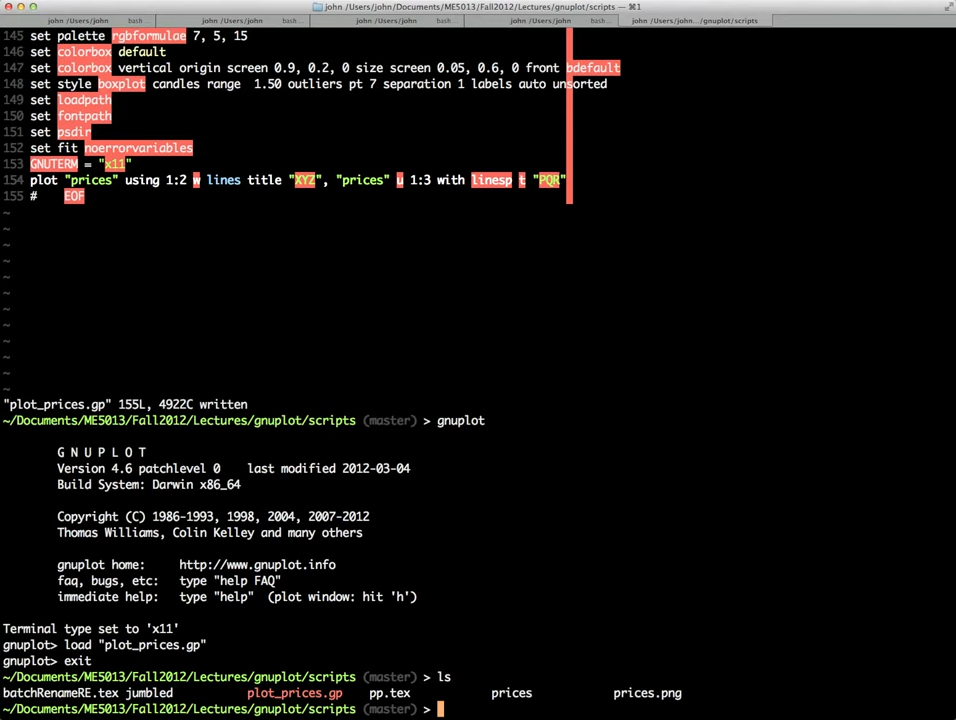 john /Users/john/Documents/ME5013/Fall2012/Lectures/gnuplot/scripts — ⌘1
john /Users/john bash... john /Users/john bash... john /Users/john bash... john /Users/john bash... john /Users/john...gnuplot/scripts
145 set palette rgbformulae 7, 5, 15
146 set colorbox default
147 set colorbox vertical origin screen 0.9, 0.2, 0 size screen 0.05, 0.6, 0 front bdefault
148 set style boxplot candles range  1.50 outliers pt 7 separation 1 labels auto unsorted
149 set loadpath
150 set fontpath
151 set psdir
152 set fit noerrorvariables
153 GNUTERM = "x11"
154 plot "prices" using 1:2 w lines title "XYZ", "prices" u 1:3 with linesp t "PQR"
155 #    EOF
~
~
~
~
~
~
~
~
~
~
~
~
"plot_prices.gp" 155L, 4922C written
~/Documents/ME5013/Fall2012/Lectures/gnuplot/scripts (master) > gnuplot
G N U P L O T
Version 4.6 patchlevel 0    last modified 2012-03-04
Build System: Darwin x86_64
Copyright (C) 1986-1993, 1998, 2004, 2007-2012
Thomas Williams, Colin Kelley and many others
gnuplot home:     http://www.gnuplot.info
faq, bugs, etc:   type "help FAQ"
immediate help:   type "help"  (plot window: hit 'h')
Terminal type set to 'x11'
gnuplot> load "plot_prices.gp"
gnuplot> exit
~/Documents/ME5013/Fall2012/Lectures/gnuplot/scripts (master) > ls
batchRenameRE.tex jumbled           plot_prices.gp    pp.tex            prices            prices.png
~/Documents/ME5013/Fall2012/Lectures/gnuplot/scripts (master) >